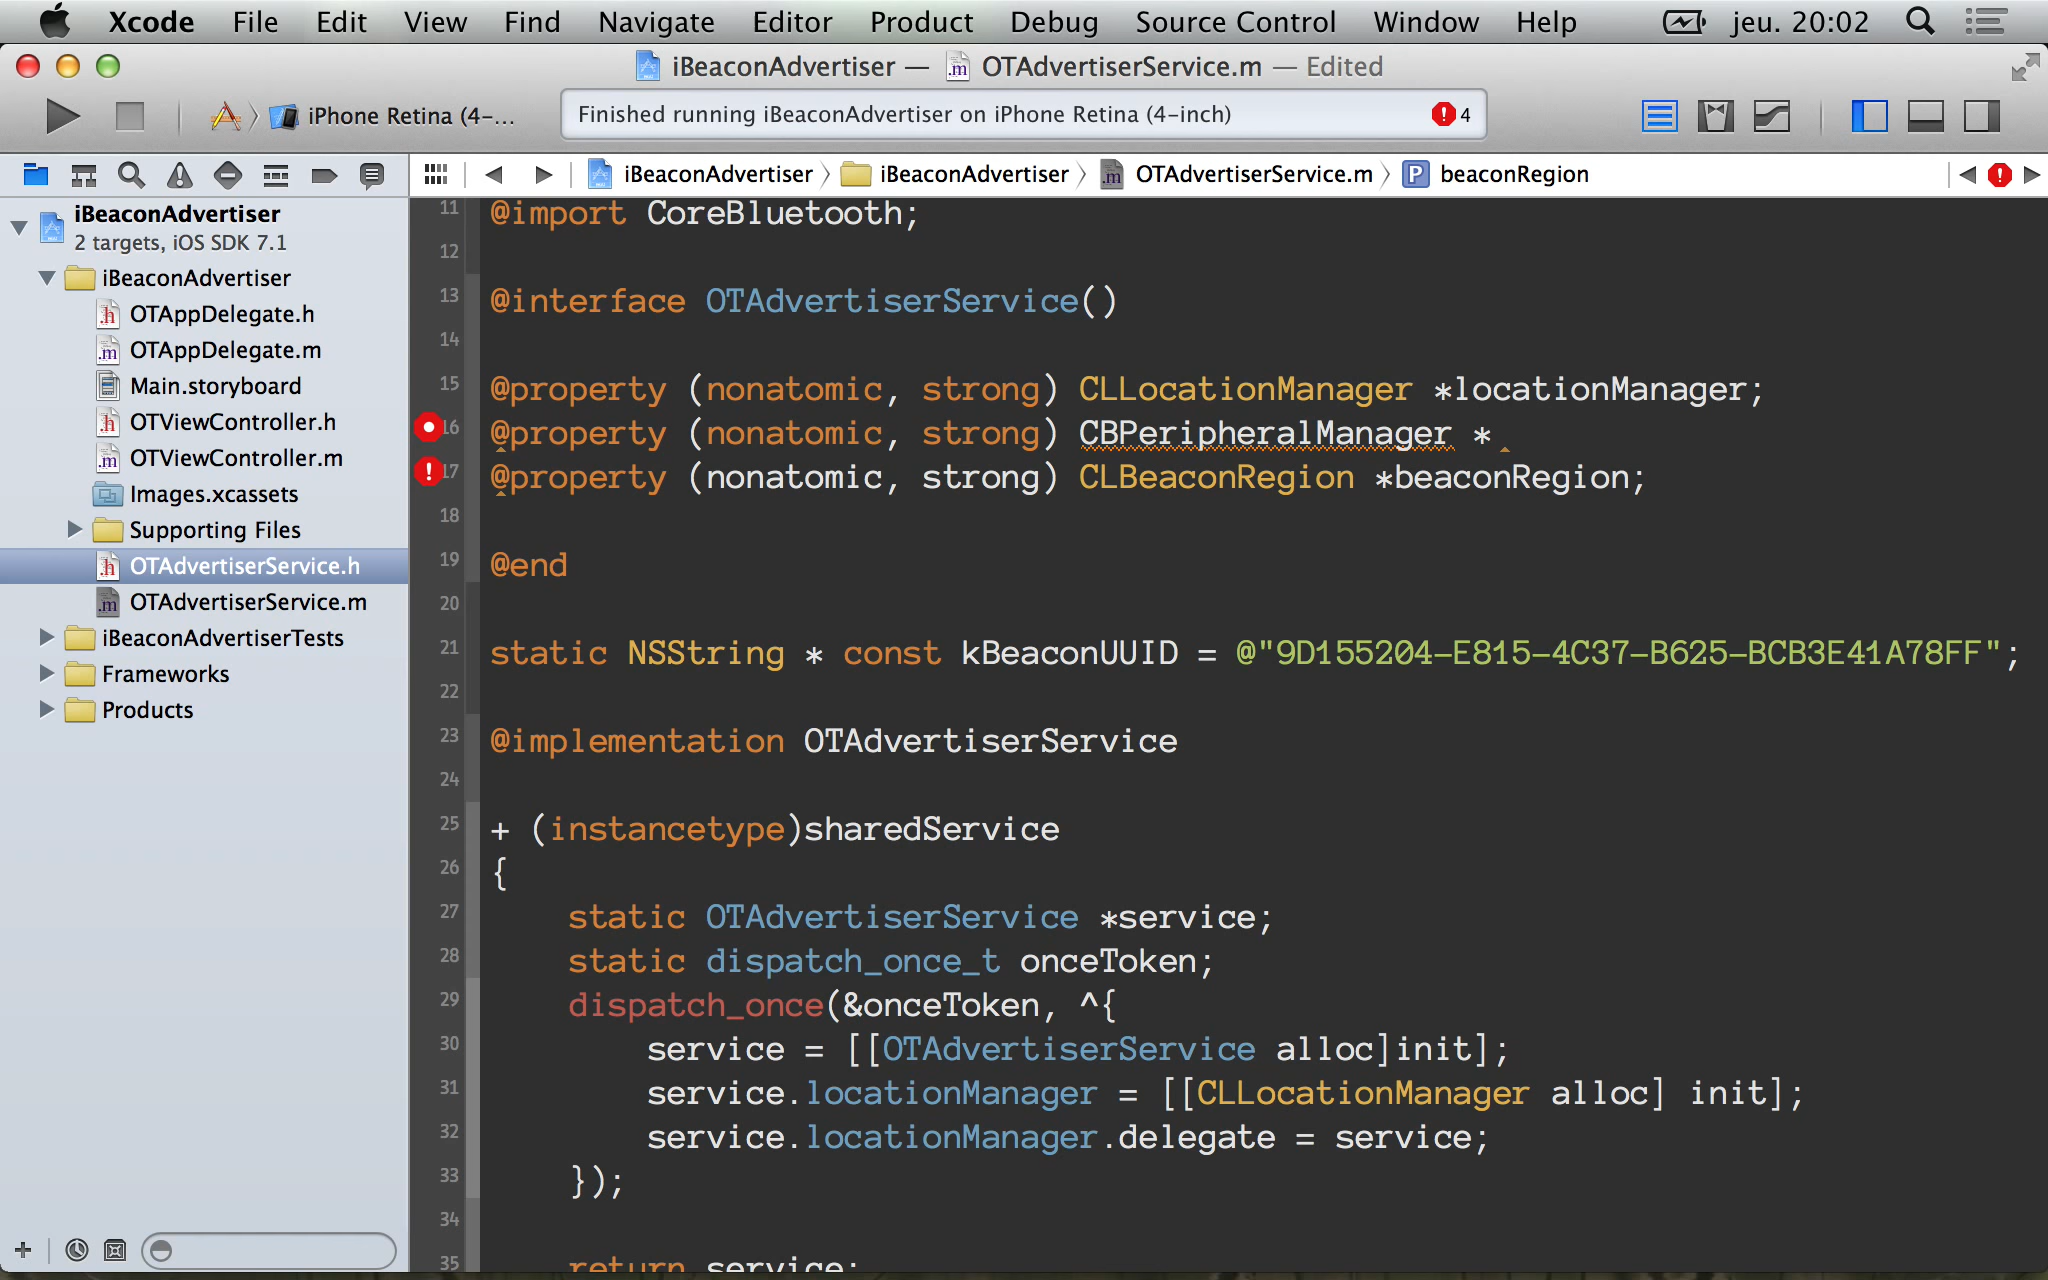 Xcode File Edit View Find Navigate Editor Product Debug Source Control Window Help jeu. 20:02
iBeaconAdvertiser — OTAdvertiserService.m — Edited
iPhone Retina (4-... Finished running iBeaconAdvertiser on iPhone Retina (4-inch) 4
iBeaconAdvertiser iBeaconAdvertiser OTAdvertiserService.m P beaconRegion
iBeaconAdvertiser
2 targets, iOS SDK 7.1
iBeaconAdvertiser
OTAppDelegate.h
OTAppDelegate.m
Main.storyboard
OTViewController.h
OTViewController.m
Images.xcassets
Supporting Files
OTAdvertiserService.h
OTAdvertiserService.m
iBeaconAdvertiserTests
Frameworks
Products
11 @import CoreBluetooth;
12
13 @interface OTAdvertiserService()
14
15 @property (nonatomic, strong) CLLocationManager *locationManager;
16 @property (nonatomic, strong) CBPeripheralManager *
17 @property (nonatomic, strong) CLBeaconRegion *beaconRegion;
18
19 @end
20
21 static NSString * const kBeaconUUID = @"9D155204-E815-4C37-B625-BCB3E41A78FF";
22
23 @implementation OTAdvertiserService
24
25 + (instancetype)sharedService
26 {
27 static OTAdvertiserService *service;
28 static dispatch_once_t onceToken;
29 dispatch_once(&onceToken, ^{
30 service = [[OTAdvertiserService alloc]init];
31 service.locationManager = [[CLLocationManager alloc] init];
32 service.locationManager.delegate = service;
33 });
34
35 return service;